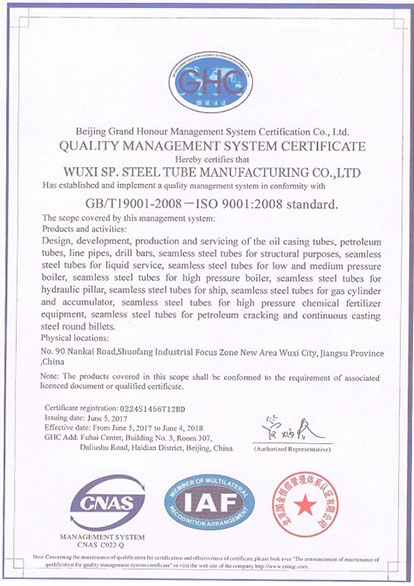 GHC
Beijing Grand Honour Management System Certification Co., Ltd.
QUALITY MANAGEMENT SYSTEM CERTIFICATE
Hereby certifies that
WUXI SP. STEEL TUBE MANUFACTURING CO.,LTD
Has established and implement a quality management system in conformity with
GB/T19001-2008—ISO 9001:2008 standard.
The scope covered by this management system:
Products and activities:
Design, development, production and servicing of the oil casing tubes, petroleum
tubes, line pipes, drill bars, seamless steel tubes for structural purposes, seamless
steel tubes for liquid service, seamless steel tubes for low and medium pressure
boiler, seamless steel tubes for high pressure boiler, seamless steel tubes for
hydraulic pillar, seamless steel tubes for ship, seamless steel tubes for gas cylinder
and accumulator, seamless steel tubes for high pressure chemical fertilizer
equipment, seamless steel tubes for petroleum cracking and continuous casting
steel round billets.
Physical locations:
No. 90 Nankai Road,Shuofang Industrial Focus Zone New Area Wuxi City, Jiangsu Province
,China
Note: The products covered in this scope shall be conformed to the requirement of associated
licenced document or qualified certificate.
Certificate registration: 0224S1456T12BD
Issuing date: June 5, 2017
Effective date: From June 5, 2017 to June 4, 2018
GHC Add: Fuhai Center, Building No. 3, Room 307,
Daliushu Road, Haidian District, Beijing, China.
(Authorized Representative)
CNAS
MANAGEMENT SYSTEM
CNAS C022-Q
MEMBER OF MULTILATERAL
IAF
RECOGNITION ARRANGEMENT
Note: Concerning the maintenance of qualification for certification and effectiveness of certificate,please look over "The announcement of maintenance of
qualification for quality management system certificate" or visit the web site of the company